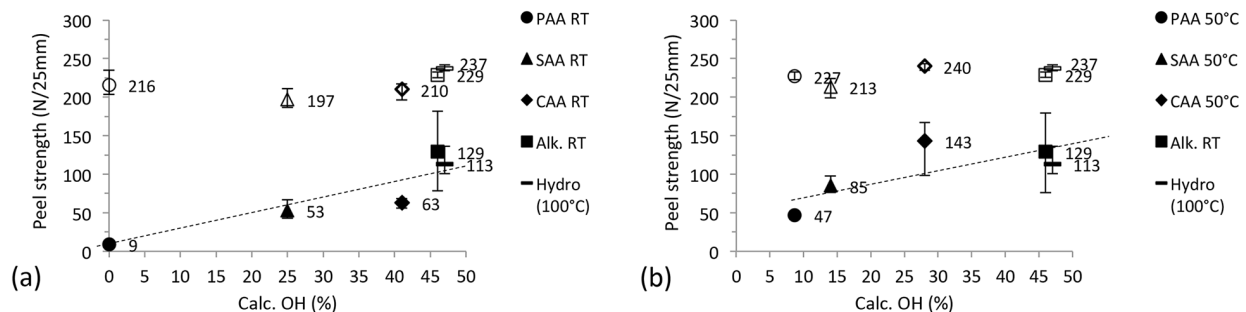 300
250
200
150
100
50
0
Peel strength (N/25mm)
216
197
210
237
229
129
113
9
53
63
0 5 10 15 20 25 30 35 40 45 50
Calc. OH (%)
(a)
PAA RT
SAA RT
CAA RT
Alk. RT
Hydro
(100°C)
300
250
200
150
100
50
0
Peel strength (N/25mm)
227
213
240
237
229
143
129
113
85
47
0 5 10 15 20 25 30 35 40 45 50
Calc. OH (%)
(b)
PAA 50°C
SAA 50°C
CAA 50°C
Alk. RT
Hydro
(100°C)